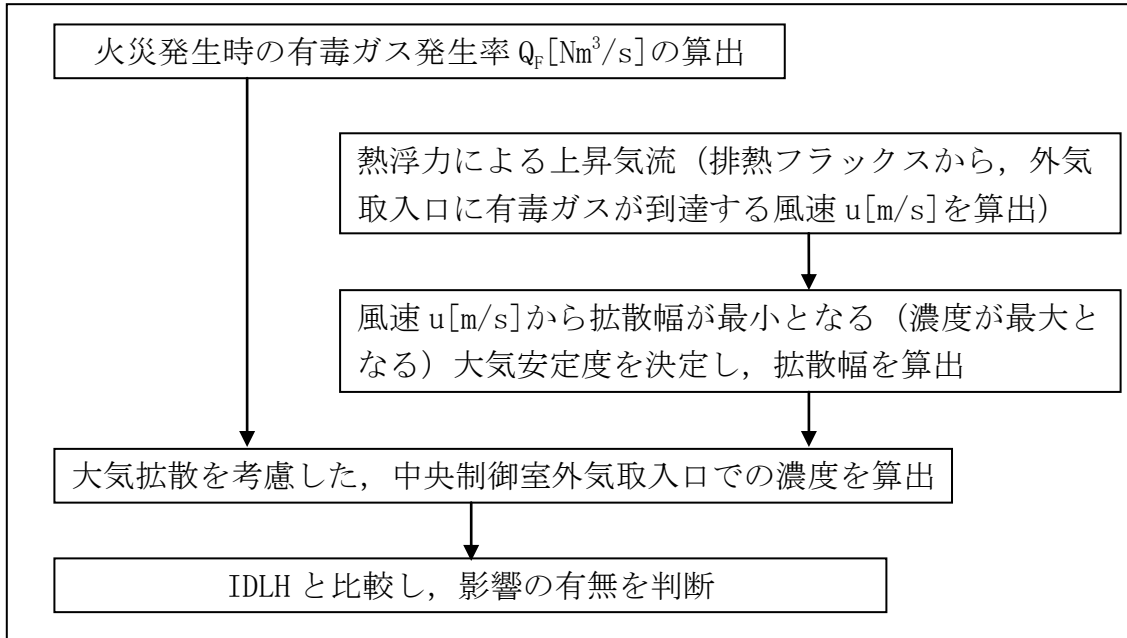 火災発生時の有毒ガス発生率 Q_F[Nm³/s]の算出
熱浮力による上昇気流（排熱フラックスから，外気
取入口に有毒ガスが到達する風速 u[m/s]を算出）
風速 u[m/s]から拡散幅が最小となる（濃度が最大と
なる）大気安定度を決定し，拡散幅を算出
大気拡散を考慮した，中央制御室外気取入口での濃度を算出
IDLH と比較し，影響の有無を判断